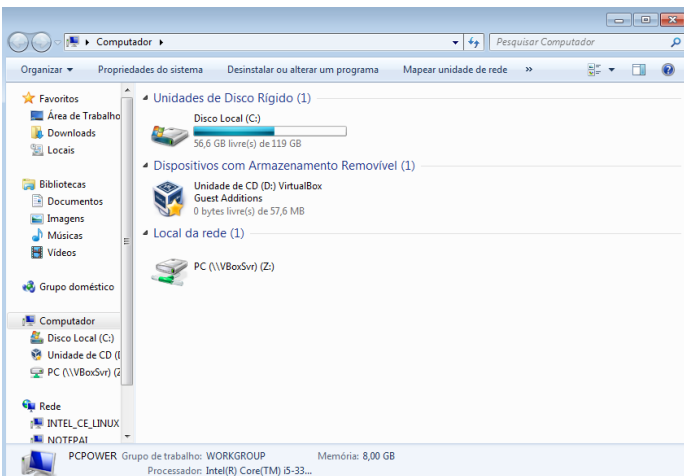 Computador
Pesquisar Computador
Organizar
Propriedades do sistema
Desinstalar ou alterar um programa
Mapear unidade de rede
»
Favoritos
Área de Trabalho
Downloads
Locais
Bibliotecas
Documentos
Imagens
Músicas
Vídeos
Grupo doméstico
Computador
Disco Local (C:)
Unidade de CD (
PC (\\VBoxSvr) (Z
Rede
INTEL_CE_LINUX
NOTEPAI
Unidades de Disco Rígido (1)
Disco Local (C:)
56,6 GB livre(s) de 119 GB
Dispositivos com Armazenamento Removível (1)
Unidade de CD (D:) VirtualBox
Guest Additions
0 bytes livre(s) de 57,6 MB
Local da rede (1)
PC (\\VBoxSvr) (Z:)
PCPOWER Grupo de trabalho: WORKGROUP Memória: 8,00 GB
Processador: Intel(R) Core(TM) i5-33...